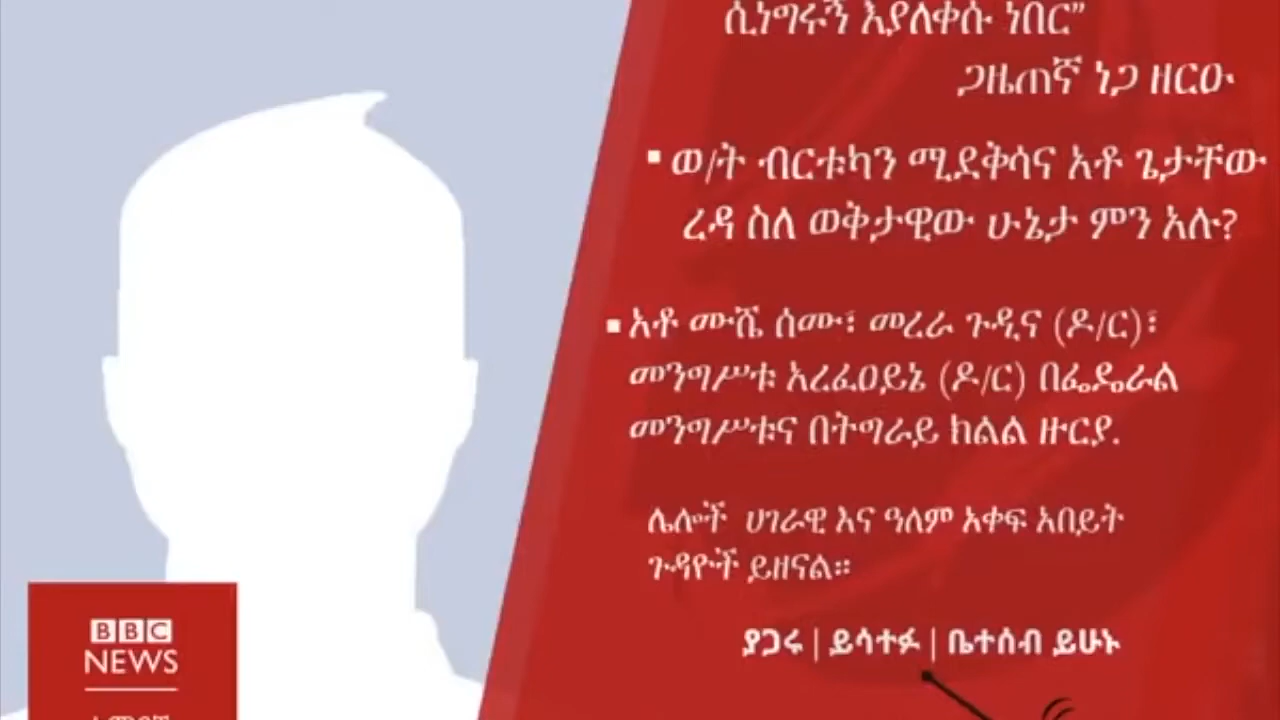 ሲነግሩኝ እያለቀሱ ነበር”
ጋዜጠኛ ነጋ ዘርዑ
▪ ወ/ት ብርቱካን ሚደቅሳና አቶ ጌታቸው
ረዳ ስለ ወቅታዊው ሁኔታ ምን አሉ?
▪ አቶ ሙሼ ሰሙ፣ መረራ ጉዲና (ዶ/ር)፣
መንግሥቱ አረፈዐይኔ (ዶ/ር) በፌዴራል
መንግሥቱና በትግራይ ክልል ዙርያ.
ሌሎች ሀገራዊ እና ዓለም አቀፍ አበይት
ጉዳዮች ይዘናል።
ያጋሩ | ይሳተፉ | ቤተሰብ ይሁኑ
BBC
NEWS